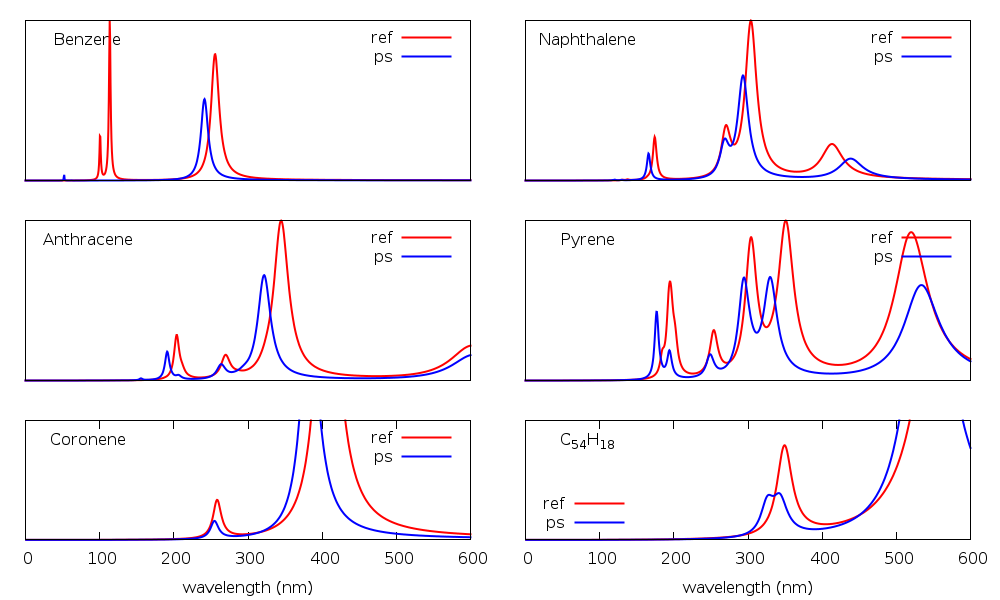 Benzene
ref
ps
Naphthalene
ref
ps
Anthracene
ref
ps
Pyrene
ref
ps
Coronene
ref
ps
0 100 200 300 400 500 600
wavelength (nm)
C₅₄H₁₈
ref
ps
0 100 200 300 400 500 600
wavelength (nm)